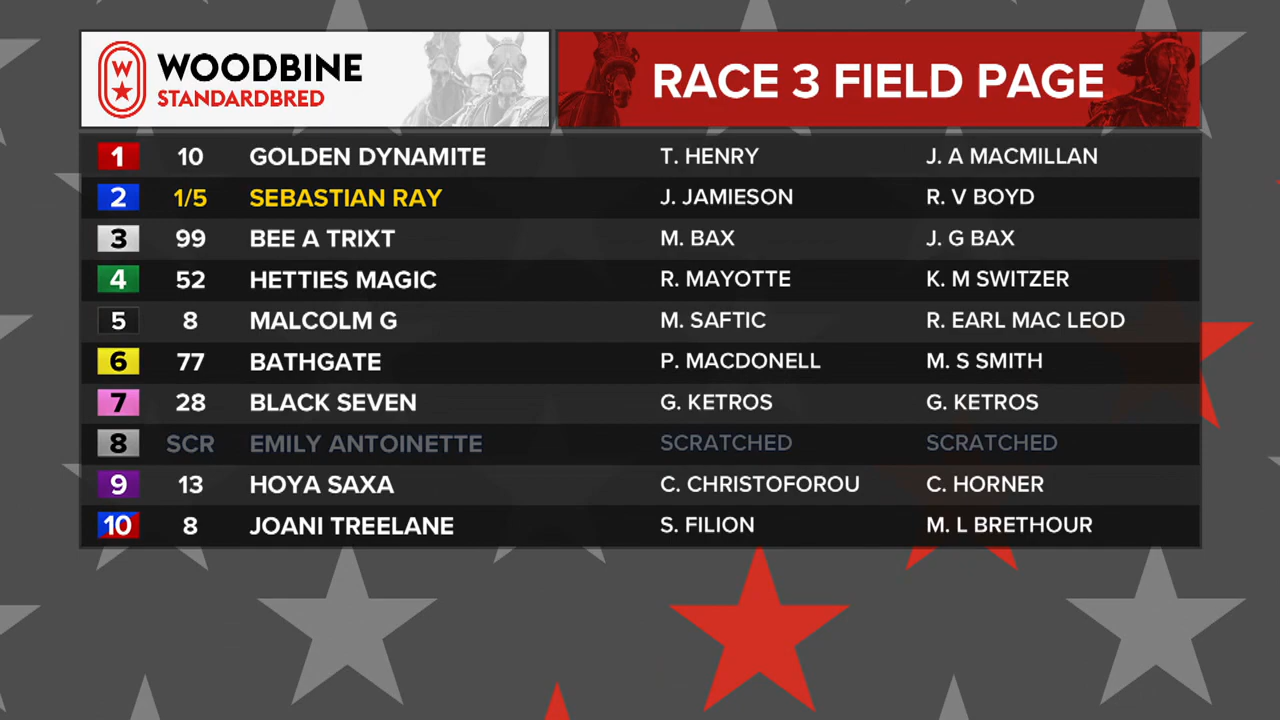 W
WOODBINE
STANDARDBRED
RACE 3 FIELD PAGE
1 10 GOLDEN DYNAMITE T. HENRY J. A MACMILLAN
2 1/5 SEBASTIAN RAY J. JAMIESON R. V BOYD
3 99 BEE A TRIXT M. BAX J. G BAX
4 52 HETTIES MAGIC R. MAYOTTE K. M SWITZER
5 8 MALCOLM G M. SAFTIC R. EARL MAC LEOD
6 77 BATHGATE P. MACDONELL M. S SMITH
7 28 BLACK SEVEN G. KETROS G. KETROS
8 SCR EMILY ANTOINETTE SCRATCHED SCRATCHED
9 13 HOYA SAXA C. CHRISTOFOROU C. HORNER
10 8 JOANI TREELANE S. FILION M. L BRETHOUR